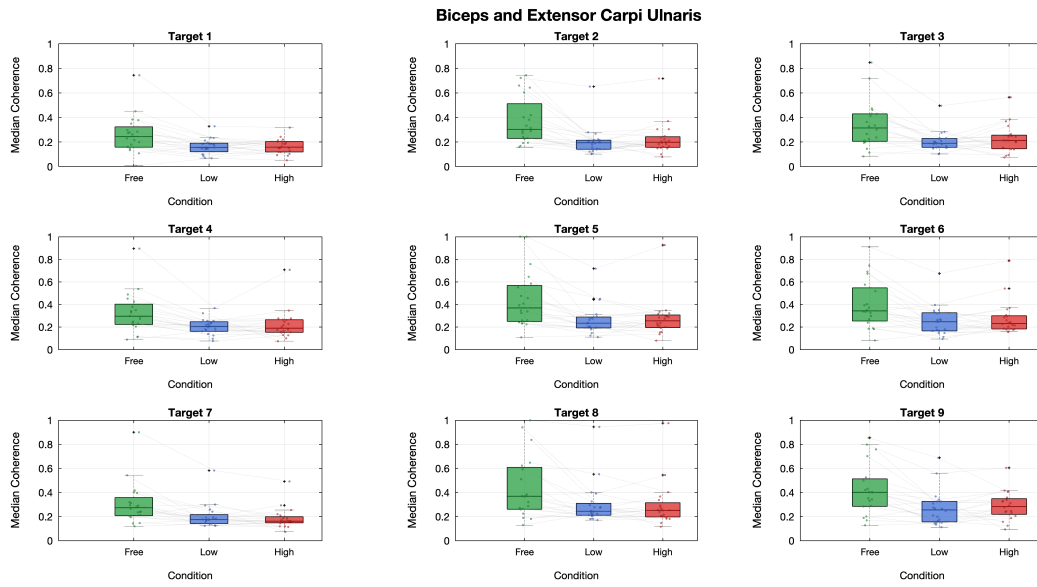 Biceps and Extensor Carpi Ulnaris
Target 1
Median Coherence
1
0.8
0.6
0.4
0.2
0
Free Low High
Condition
Target 2
Median Coherence
1
0.8
0.6
0.4
0.2
0
Free Low High
Condition
Target 3
Median Coherence
1
0.8
0.6
0.4
0.2
0
Free Low High
Condition
Target 4
Median Coherence
1
0.8
0.6
0.4
0.2
0
Free Low High
Condition
Target 5
Median Coherence
1
0.8
0.6
0.4
0.2
0
Free Low High
Condition
Target 6
Median Coherence
1
0.8
0.6
0.4
0.2
0
Free Low High
Condition
Target 7
Median Coherence
1
0.8
0.6
0.4
0.2
0
Free Low High
Condition
Target 8
Median Coherence
1
0.8
0.6
0.4
0.2
0
Free Low High
Condition
Target 9
Median Coherence
1
0.8
0.6
0.4
0.2
0
Free Low High
Condition